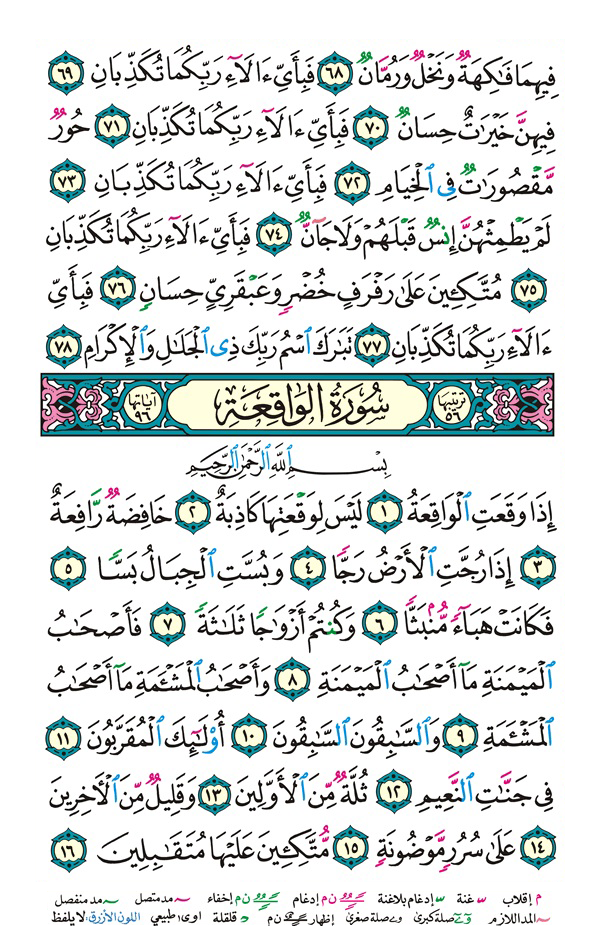 فِيهِمَا فَـٰكِهَةٌ وَنَخْلٌ وَرُمَّانٌ ٦٨ فَبِأَىِّ ءَالَآءِ رَبِّكُمَا تُكَذِّبَانِ ٦٩
فِيهِنَّ خَيْرَٰتٌ حِسَانٌ ٧٠ فَبِأَىِّ ءَالَآءِ رَبِّكُمَا تُكَذِّبَانِ ٧١ حُورٌ
مَّقْصُورَٰتٌ فِى ٱلْخِيَامِ ٧٢ فَبِأَىِّ ءَالَآءِ رَبِّكُمَا تُكَذِّبَانِ ٧٣
لَمْ يَطْمِثْهُنَّ إِنسٌ قَبْلَهُمْ وَلَا جَآنٌّ ٧٤ فَبِأَىِّ ءَالَآءِ رَبِّكُمَا تُكَذِّبَانِ
٧٥ مُتَّكِـِٔينَ عَلَىٰ رَفْرَفٍ خُضْرٍ وَعَبْقَرِىٍّ حِسَانٍ ٧٦ فَبِأَىِّ
ءَالَآءِ رَبِّكُمَا تُكَذِّبَانِ ٧٧ تَبَـٰرَكَ ٱسْمُ رَبِّكَ ذِى ٱلْجَلَـٰلِ وَٱلْإِكْرَامِ ٧٨
ترتيبها ٥٦ سُورَةُ الْوَاقِعَةِ آياتها ٩٦
بِسْمِ ٱللَّهِ ٱلرَّحْمَـٰنِ ٱلرَّحِيمِ
إِذَا وَقَعَتِ ٱلْوَاقِعَةُ ١ لَيْسَ لِوَقْعَتِهَا كَاذِبَةٌ ٢ خَافِضَةٌ رَّافِعَةٌ
٣ إِذَا رُجَّتِ ٱلْأَرْضُ رَجًّا ٤ وَبُسَّتِ ٱلْجِبَالُ بَسًّا ٥
فَكَانَتْ هَبَآءً مُّنۢبَثًّا ٦ وَكُنتُمْ أَزْوَٰجًا ثَلَـٰثَةً ٧ فَأَصْحَـٰبُ
ٱلْمَيْمَنَةِ مَآ أَصْحَـٰبُ ٱلْمَيْمَنَةِ ٨ وَأَصْحَـٰبُ ٱلْمَشْـَٔمَةِ مَآ أَصْحَـٰبُ
ٱلْمَشْـَٔمَةِ ٩ وَٱلسَّـٰبِقُونَ ٱلسَّـٰبِقُونَ ١٠ أُو۟لَـٰٓئِكَ ٱلْمُقَرَّبُونَ ١١
فِى جَنَّـٰتِ ٱلنَّعِيمِ ١٢ ثُلَّةٌ مِّنَ ٱلْأَوَّلِينَ ١٣ وَقَلِيلٌ مِّنَ ٱلْـَٔاخِرِينَ
١٤ عَلَىٰ سُرُرٍ مَّوْضُونَةٍ ١٥ مُّتَّكِـِٔينَ عَلَيْهَا مُتَقَـٰبِلِينَ ١٦
م إقلاب غنة إدغام بلاغنة ن م إدغام ن م إخفاء مد متصل مد منفصل
المد اللازم صلة كبرى صلة صغرى إظهار ن م قلقلة اوى طبيعي اللون الأزرق: لا يلفظ